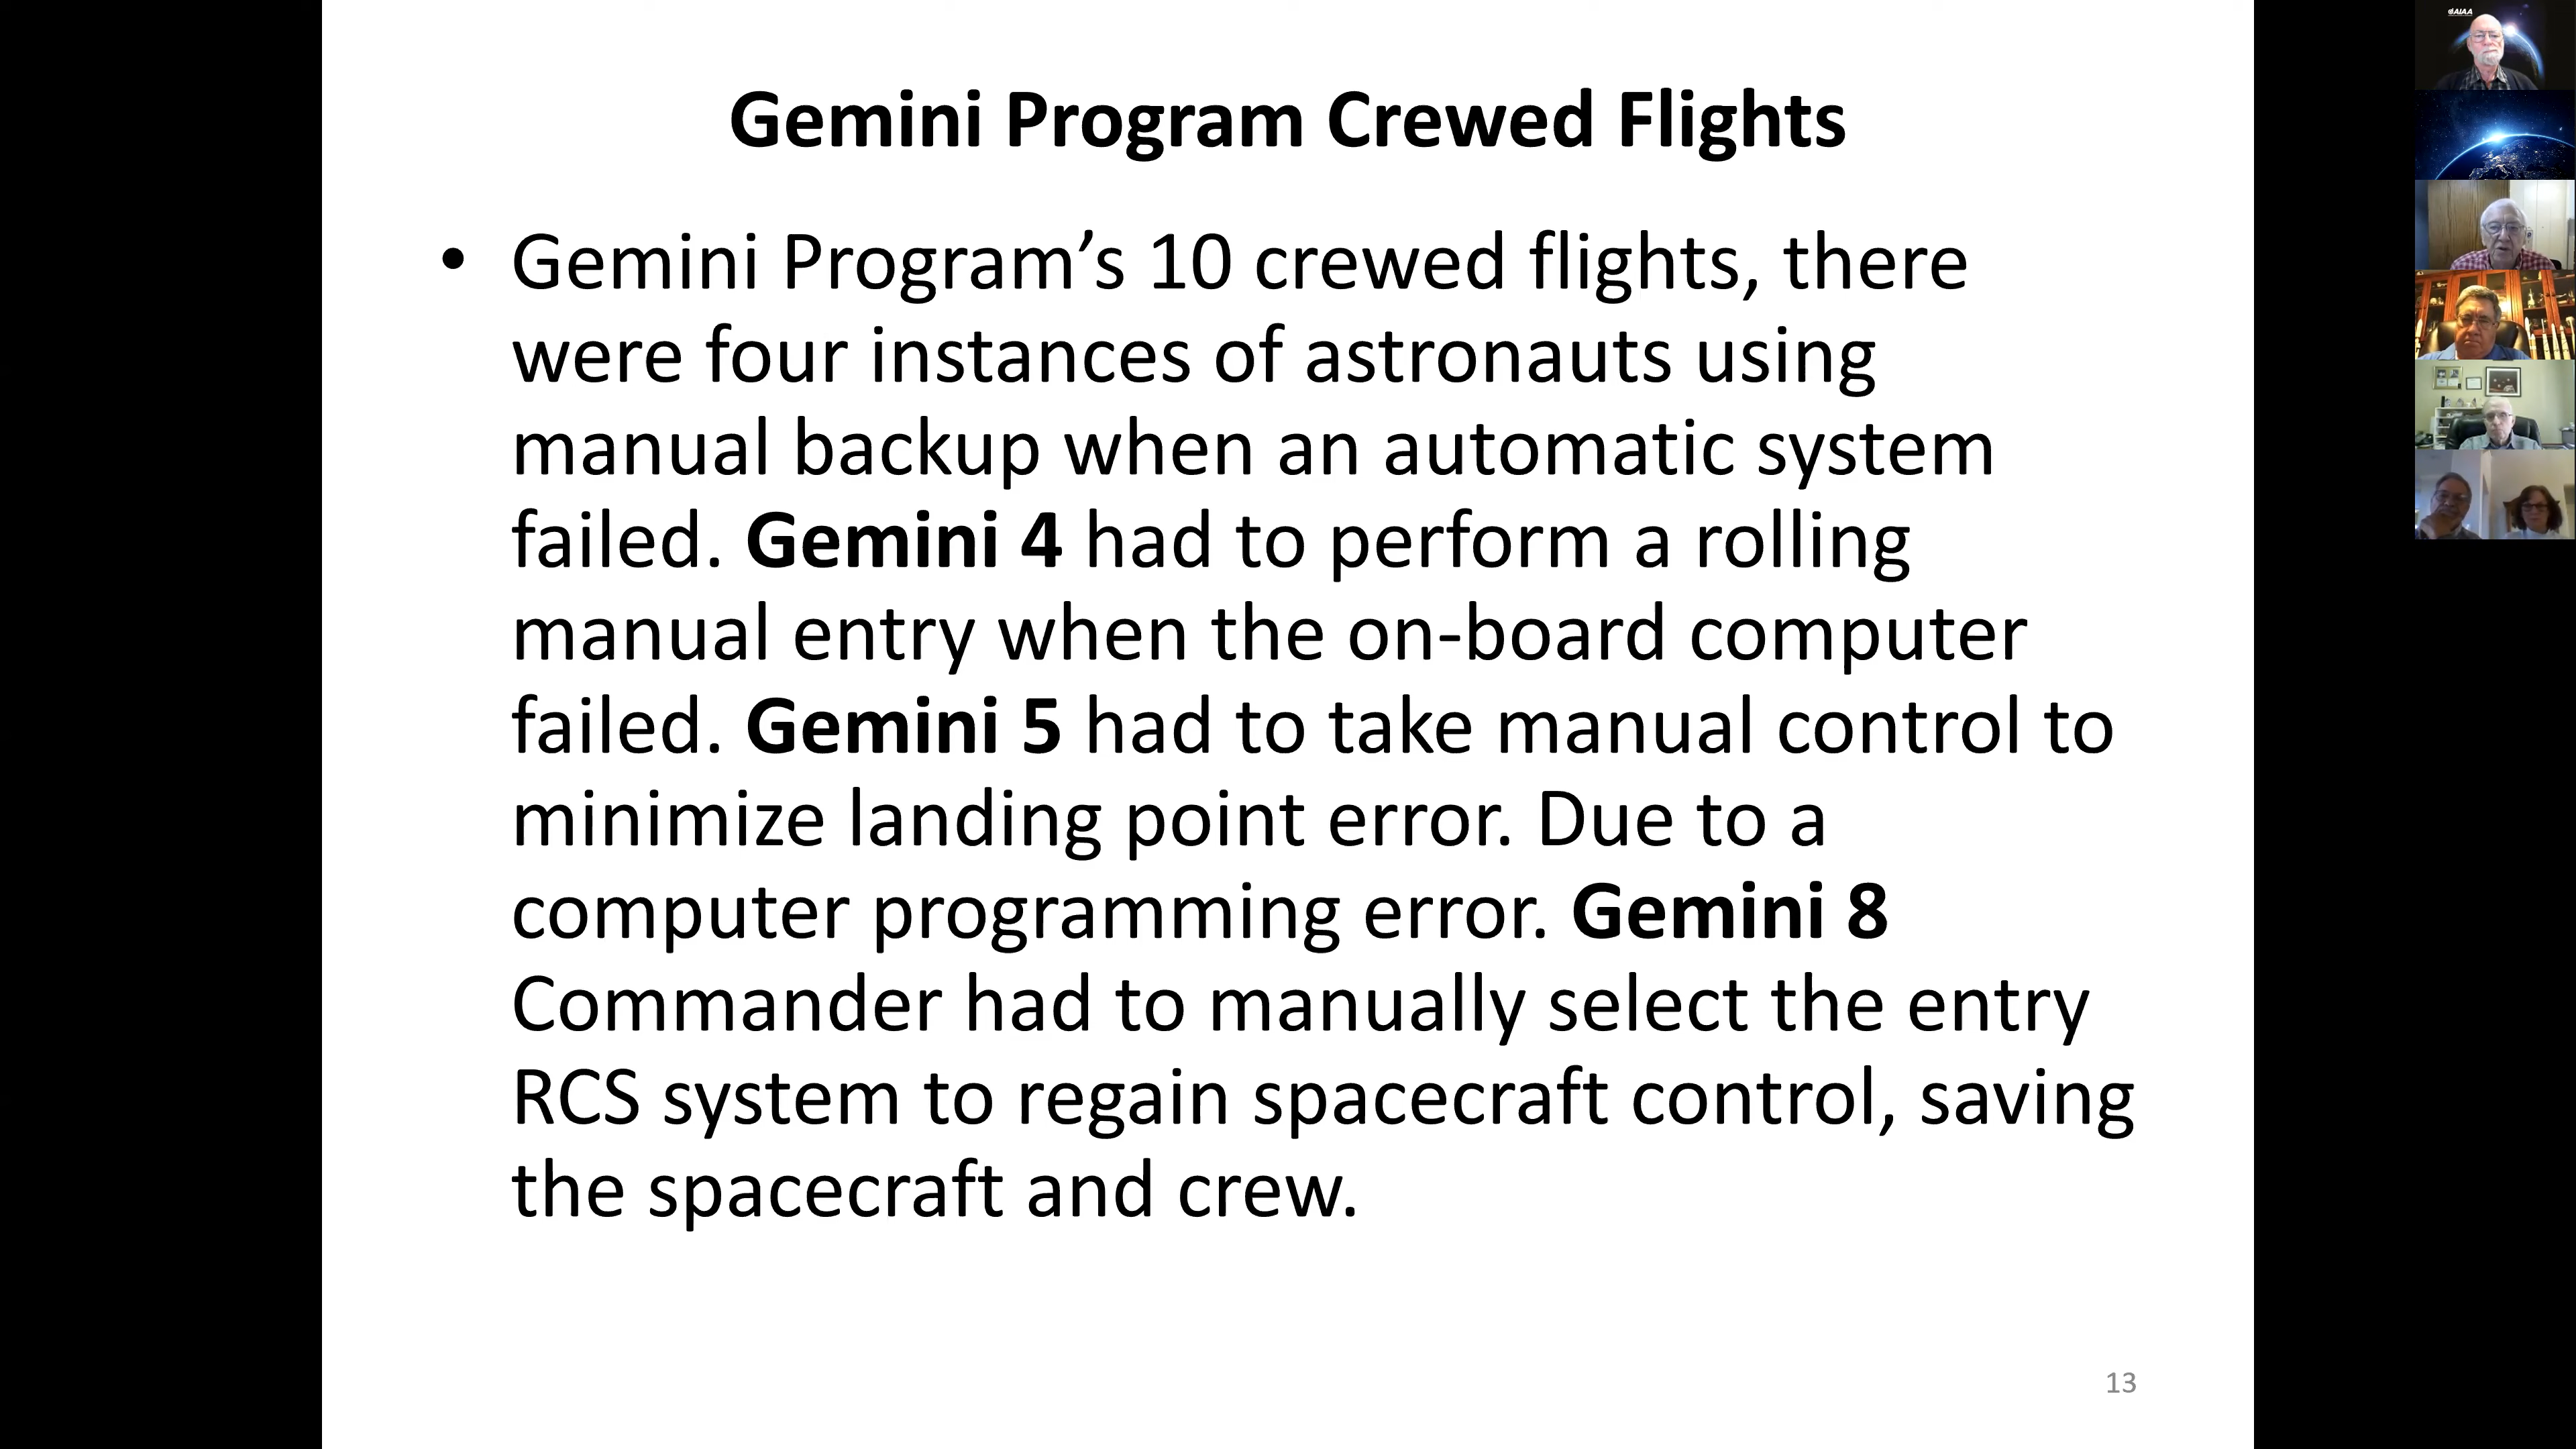 Gemini Program Crewed Flights
• Gemini Program’s 10 crewed flights, there
were four instances of astronauts using
manual backup when an automatic system
failed. Gemini 4 had to perform a rolling
manual entry when the on-board computer
failed. Gemini 5 had to take manual control to
minimize landing point error. Due to a
computer programming error. Gemini 8
Commander had to manually select the entry
RCS system to regain spacecraft control, saving
the spacecraft and crew.
13
AIAA